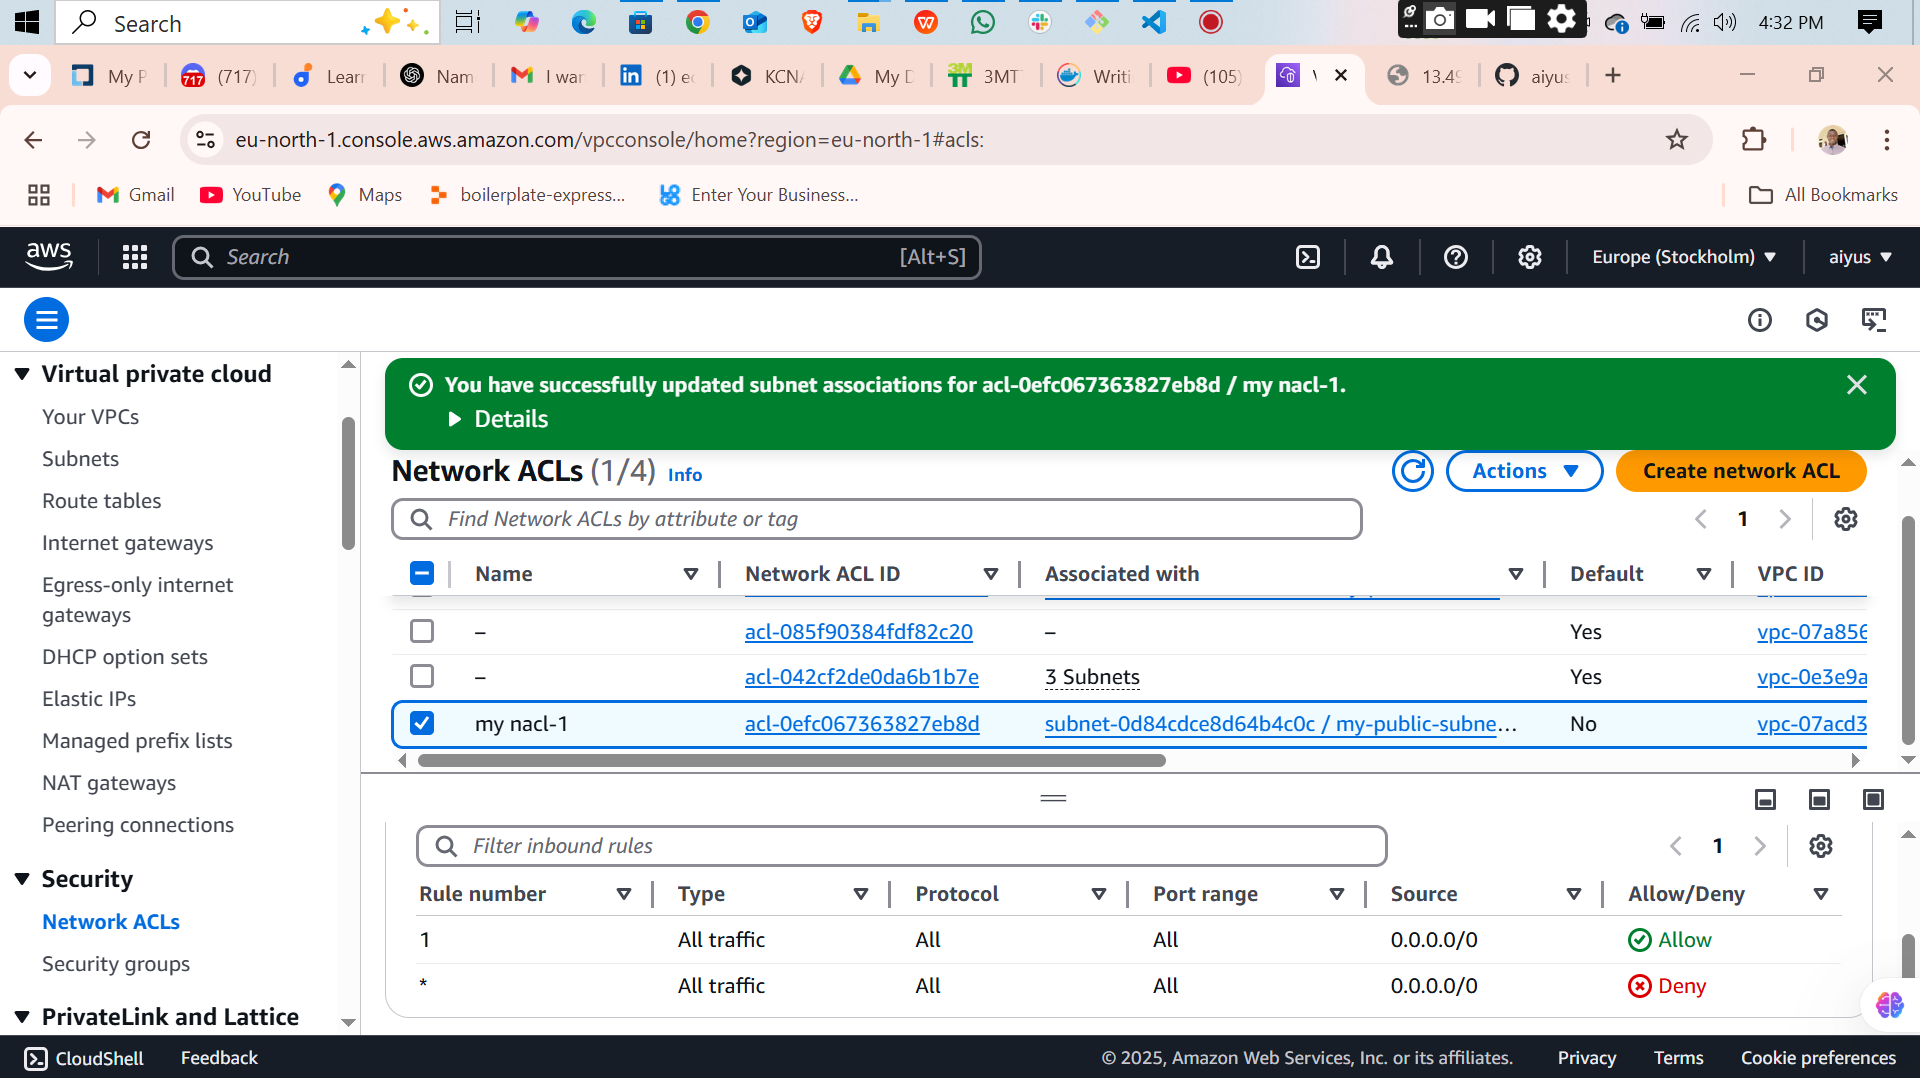 Search
4:32 PM
My P
717
(717)
Learn
Nam
I wan
(1) ec
KCNA
My D
3MT
Writi
(105)
13.49
aiyus
eu-north-1.console.aws.amazon.com/vpcconsole/home?region=eu-north-1#acls:
Gmail
YouTube
Maps
boilerplate-express...
Enter Your Business...
All Bookmarks
aws
Search
[Alt+S]
Europe (Stockholm)
aiyus
Virtual private cloud
Your VPCs
Subnets
Route tables
Internet gateways
Egress-only internet
gateways
DHCP option sets
Elastic IPs
Managed prefix lists
NAT gateways
Peering connections
Security
Network ACLs
Security groups
PrivateLink and Lattice
You have successfully updated subnet associations for acl-0efc067363827eb8d / my nacl-1.
Details
Network ACLs (1/4) Info
Actions
Create network ACL
Find Network ACLs by attribute or tag
1
Name Network ACL ID Associated with Default VPC ID
– acl-085f90384fdf82c20 – Yes vpc-07a856
– acl-042cf2de0da6b1b7e 3 Subnets Yes vpc-0e3e9a
my nacl-1 acl-0efc067363827eb8d subnet-0d84cdce8d64b4c0c / my-public-subne... No vpc-07acd3
Filter inbound rules
1
Rule number Type Protocol Port range Source Allow/Deny
1 All traffic All All 0.0.0.0/0 Allow
* All traffic All All 0.0.0.0/0 Deny
CloudShell
Feedback
© 2025, Amazon Web Services, Inc. or its affiliates.
Privacy
Terms
Cookie preferences